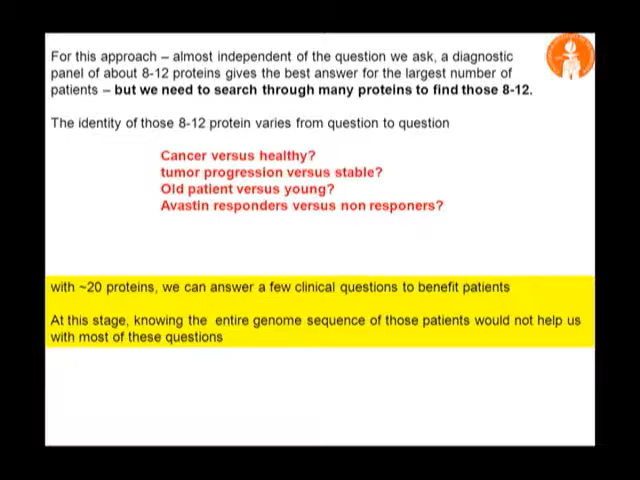 For this approach – almost independent of the question we ask, a diagnostic
panel of about 8-12 proteins gives the best answer for the largest number of
patients – but we need to search through many proteins to find those 8-12.
The identity of those 8-12 protein varies from question to question
Cancer versus healthy?
tumor progression versus stable?
Old patient versus young?
Avastin responders versus non responers?
with ~20 proteins, we can answer a few clinical questions to benefit patients
At this stage, knowing the entire genome sequence of those patients would not help us
with most of these questions